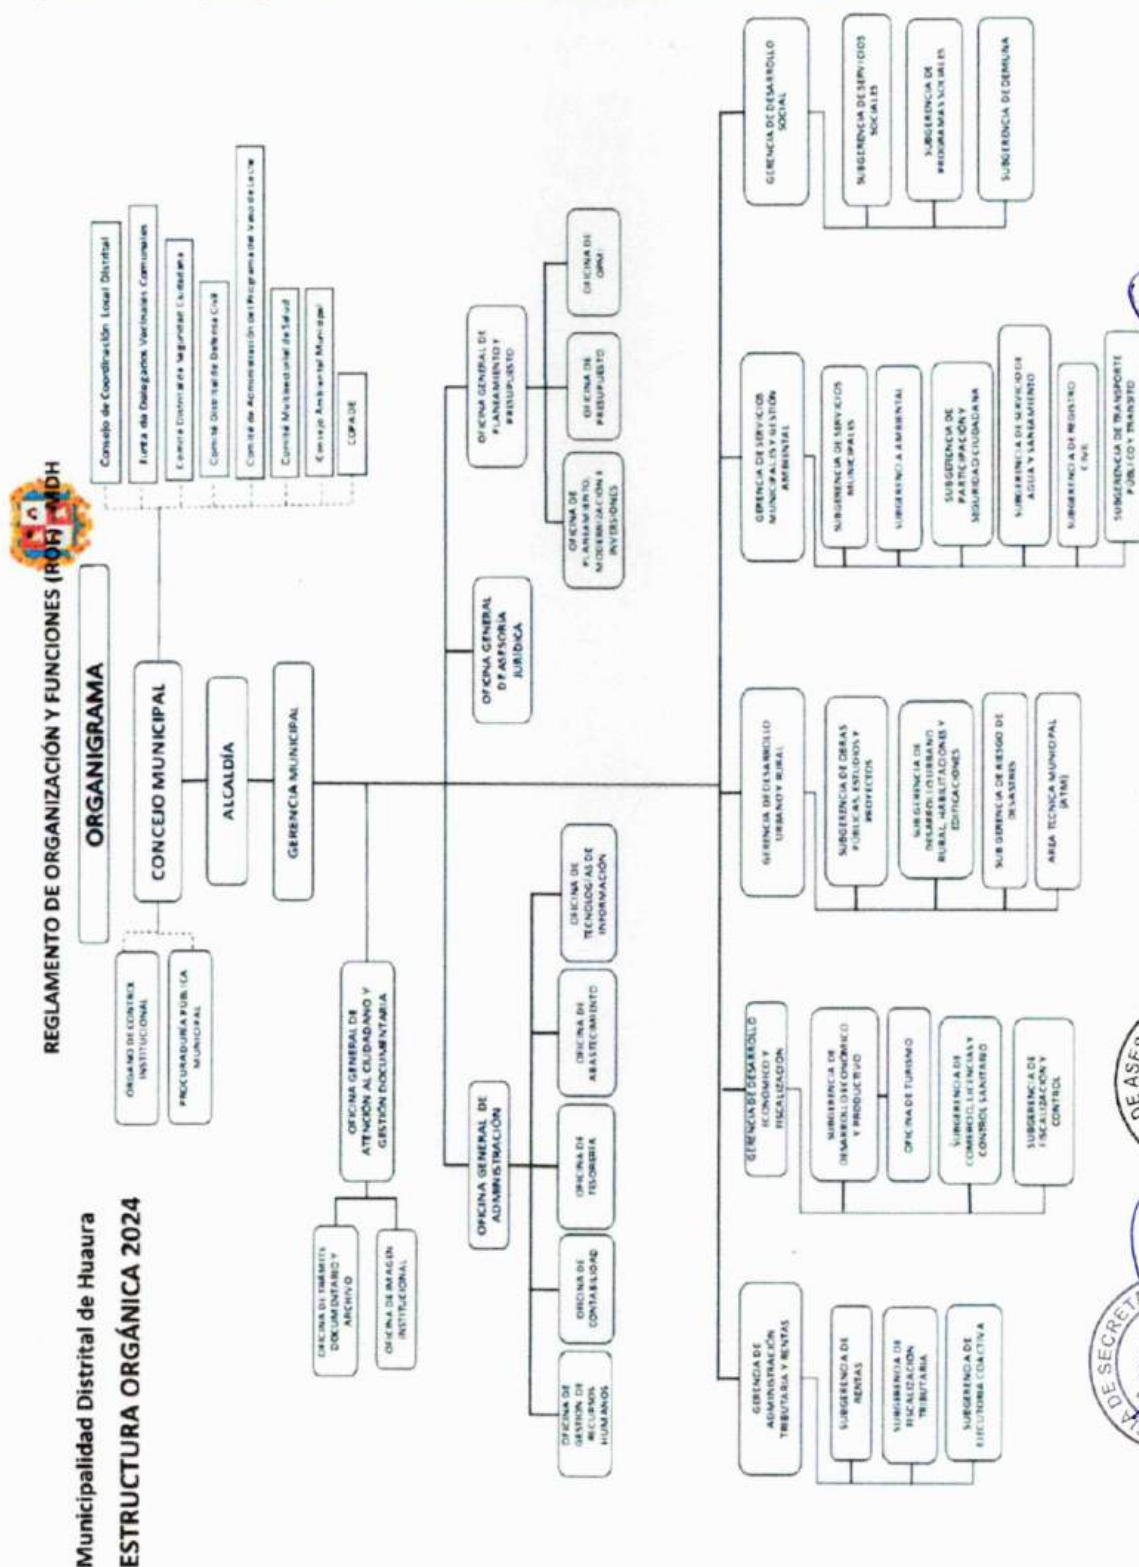 Municipalidad Distrital de Huaura
REGLAMENTO DE ORGANIZACIÓN Y FUNCIONES (ROF) - MDH
ESTRUCTURA ORGÁNICA 2024
ORGANIGRAMA
CONCEJO MUNICIPAL
ALCALDÍA
GERENCIA MUNICIPAL
ÓRGANO DE CONTROL
INSTITUCIONAL
PROCURADURÍA PÚBLICA
MUNICIPAL
Consejo de Coordinación Local Distrital
Junta de Delegados Vecinales Comunales
Comité Distrital de Seguridad Ciudadana
Comité Distrital de Defensa Civil
Comité de Administración del Programa del Vaso de Leche
Comité Multisectorial de Salud
Consejo Ambiental Municipal
COPADE
OFICINA GENERAL DE
ATENCIÓN AL CIUDADANO Y
GESTIÓN DOCUMENTARIA
OFICINA DE TRÁMITE
DOCUMENTARIO Y
ARCHIVO
OFICINA DE IMAGEN
INSTITUCIONAL
OFICINA GENERAL DE
ADMINISTRACIÓN
OFICINA DE
GESTIÓN DE
RECURSOS
HUMANOS
OFICINA DE
CONTABILIDAD
OFICINA DE
TESORERÍA
OFICINA DE
ABASTECIMIENTO
OFICINA DE
TECNOLOGÍAS DE
INFORMACIÓN
OFICINA GENERAL
DE ASESORÍA
JURÍDICA
OFICINA GENERAL DE
PLANEAMIENTO Y
PRESUPUESTO
OFICINA DE
PLANEAMIENTO,
MODERNIZACIÓN E
INVERSIONES
OFICINA DE
PRESUPUESTO
OFICINA DE
OPMI
GERENCIA DE
ADMINISTRACIÓN
TRIBUTARIA Y RENTAS
SUBGERENCIA DE
RENTAS
SUBGERENCIA DE
FISCALIZACIÓN
TRIBUTARIA
SUBGERENCIA DE
EJECUTORIA COACTIVA
GERENCIA DE DESARROLLO
ECONÓMICO Y
FISCALIZACIÓN
SUBGERENCIA DE
DESARROLLO ECONÓMICO
Y PRODUCTIVO
OFICINA DE TURISMO
SUBGERENCIA DE
COMERCIO, LICENCIAS Y
CONTROL SANITARIO
SUBGERENCIA DE
FISCALIZACIÓN Y
CONTROL
GERENCIA DE DESARROLLO
URBANO Y RURAL
SUBGERENCIA DE OBRAS
PÚBLICAS, ESTUDIOS Y
PROYECTOS
SUBGERENCIA DE
DESARROLLO URBANO
RURAL, HABILITACIONES Y
EDIFICACIONES
SUB GERENCIA DE RIESGO DE
DESASTRES
AREA TECNICA MUNICIPAL
(ATM)
GERENCIA DE SERVICIOS
MUNICIPALES Y GESTIÓN
AMBIENTAL
SUBGERENCIA DE SERVICIOS
MUNICIPALES
SUBGERENCIA AMBIENTAL
SUBGERENCIA DE
PARTICIPACIÓN Y
SEGURIDAD CIUDADANA
SUBGERENCIA DE SERVICIO DE
AGUA Y SANEAMIENTO
SUBGERENCIA DE REGISTRO
CIVIL
SUBGERENCIA DE TRANSPORTE
PÚBLICO Y TRANSITO
GERENCIA DE DESARROLLO
SOCIAL
SUBGERENCIA DE SERVICIOS
SOCIALES
SUBGERENCIA DE
PROGRAMAS SOCIALES
SUBGERENCIA DE DEMUNA
DE SECRETA
DE ASES